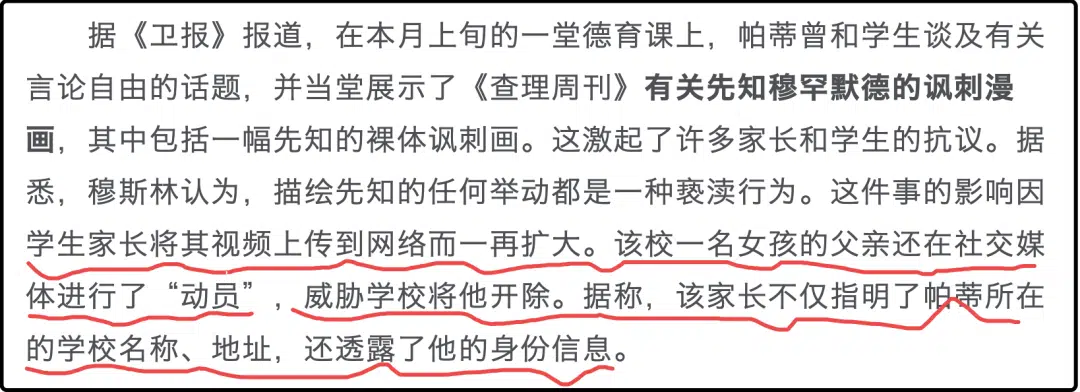 据《卫报》报道，在本月上旬的一堂德育课上，帕蒂曾和学生谈及有关
言论自由的话题，并当堂展示了《查理周刊》有关先知穆罕默德的讽刺漫
画，其中包括一幅先知的裸体讽刺画。这激起了许多家长和学生的抗议。据
悉，穆斯林认为，描绘先知的任何举动都是一种亵渎行为。这件事的影响因
学生家长将其视频上传到网络而一再扩大。该校一名女孩的父亲还在社交媒
体进行了“动员”，威胁学校将他开除。据称，该家长不仅指明了帕蒂所在
的学校名称、地址，还透露了他的身份信息。